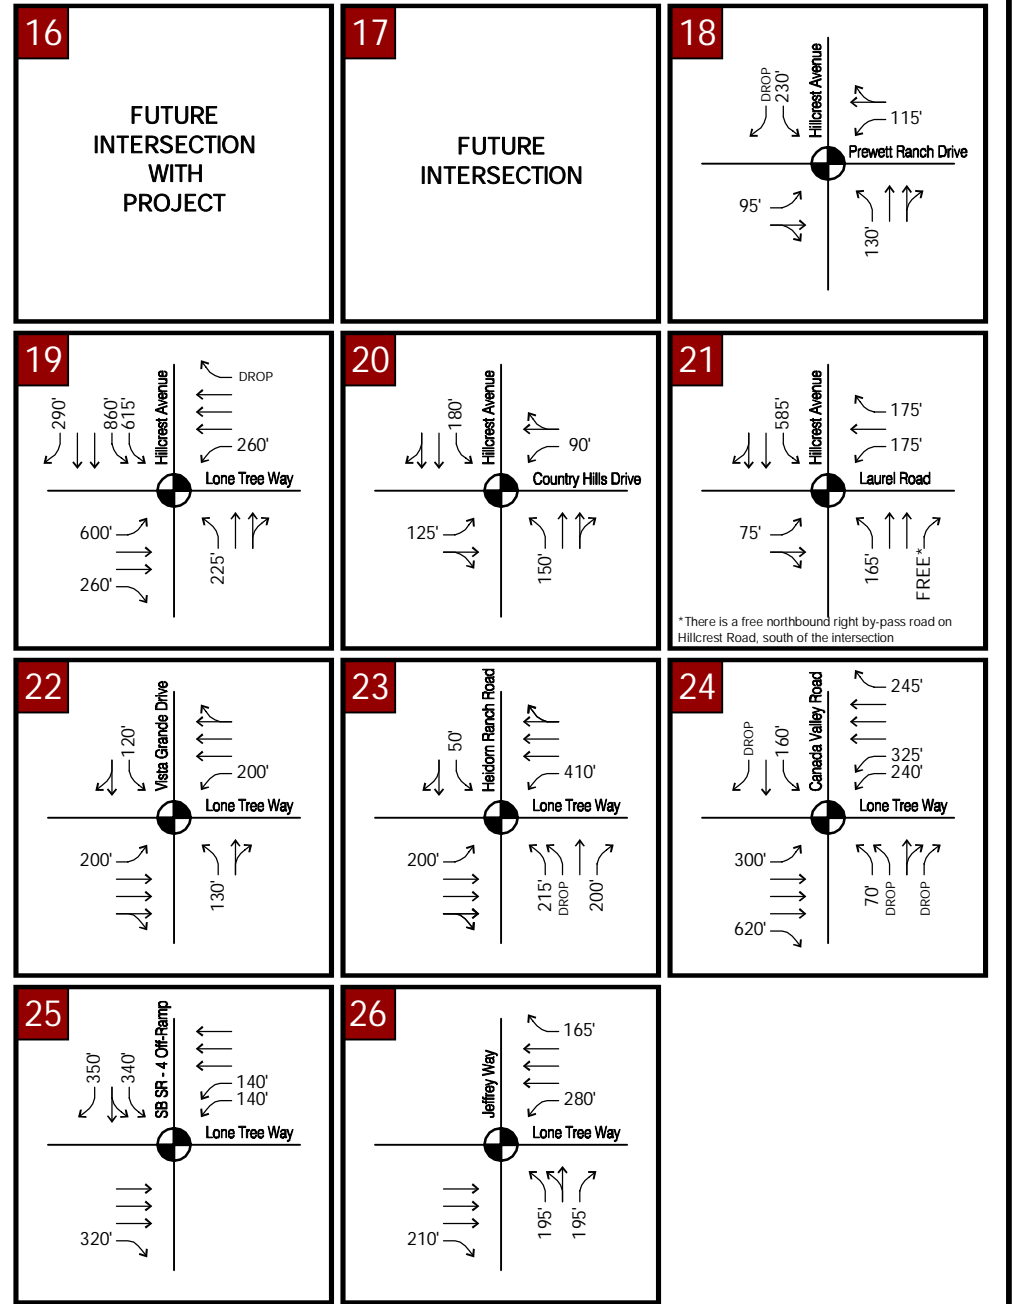 16
FUTURE
INTERSECTION
WITH
PROJECT
17
FUTURE
INTERSECTION
18
DROP
230'
Hillcrest Avenue
115'
Prewett Ranch Drive
95'
130'
19
290'
860'
615'
Hillcrest Avenue
DROP
260'
Lone Tree Way
600'
260'
225'
20
180'
Hillcrest Avenue
90'
Country Hills Drive
125'
150'
21
585'
Hillcrest Avenue
175'
175'
Laurel Road
75'
165'
FREE*
*There is a free northbound right by-pass road on
Hillcrest Road, south of the intersection
22
120'
Vista Grande Drive
200'
Lone Tree Way
200'
130'
23
50'
Heidorn Ranch Road
410'
Lone Tree Way
200'
215'
DROP
200'
24
DROP
160'
Canada Valley Road
245'
325'
240'
Lone Tree Way
300'
620'
70'
DROP
DROP
25
350'
340'
SB SR - 4 Off-Ramp
140'
140'
Lone Tree Way
320'
26
Jeffrey Way
165'
280'
Lone Tree Way
210'
195'
195'